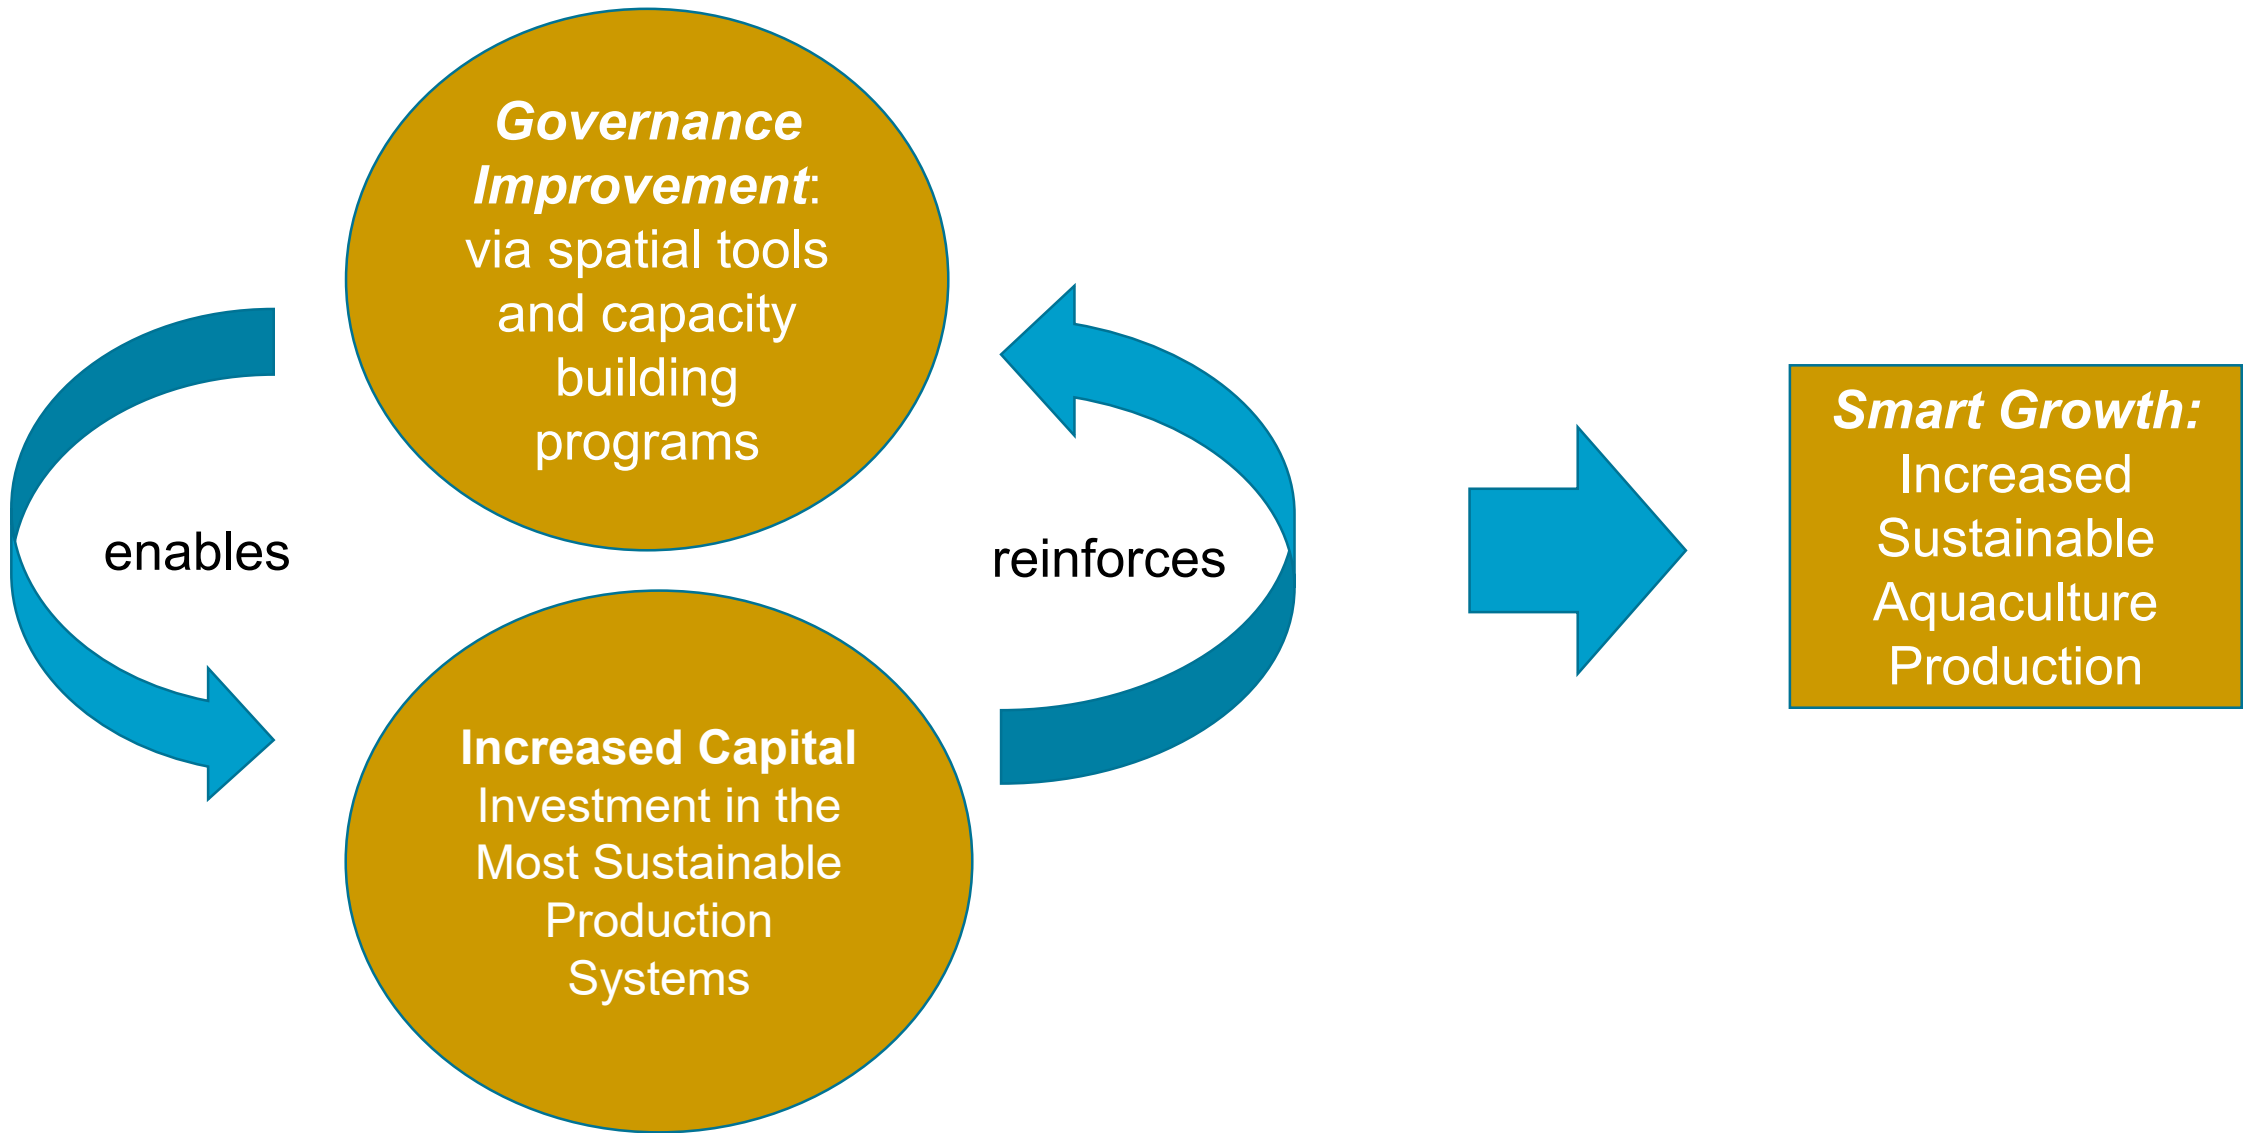 Governance
Improvement:
via spatial tools
and capacity
building
programs
enables
reinforces
Increased Capital
Investment in the
Most Sustainable
Production
Systems
Smart Growth:
Increased
Sustainable
Aquaculture
Production